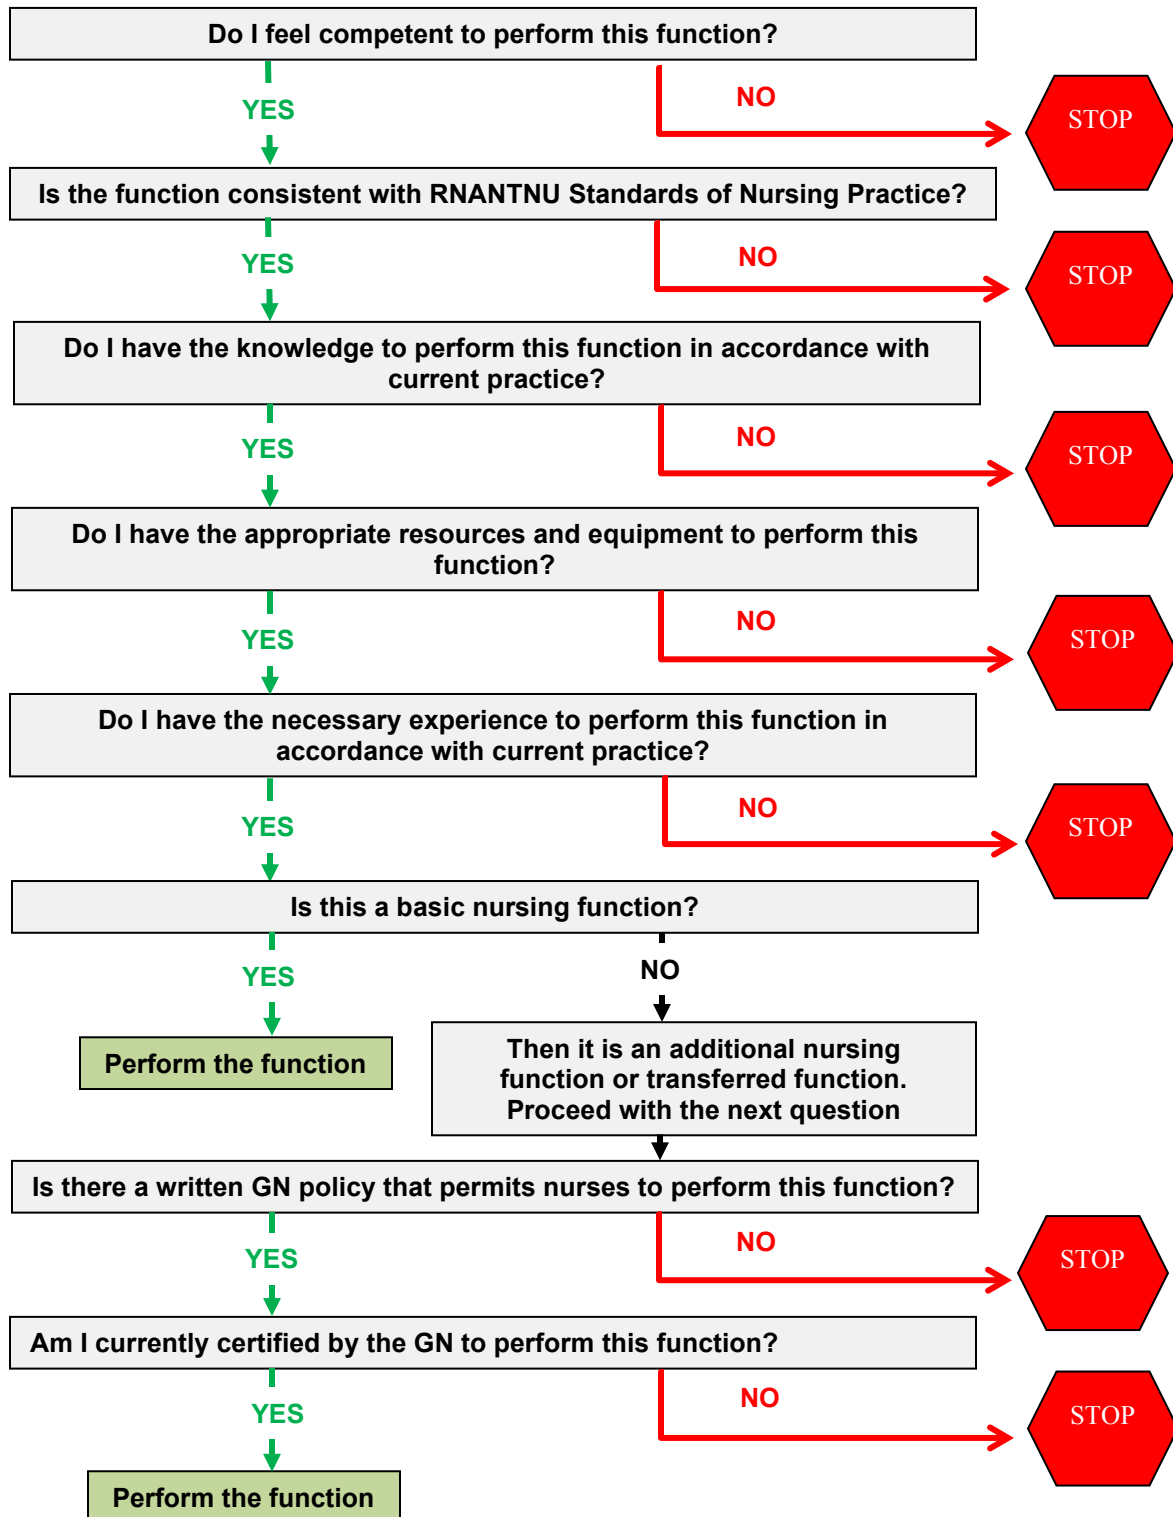 Do I feel competent to perform this function?
YES
NO
STOP
Is the function consistent with RNANTNU Standards of Nursing Practice?
YES
NO
STOP
Do I have the knowledge to perform this function in accordance with
current practice?
YES
NO
STOP
Do I have the appropriate resources and equipment to perform this
function?
YES
NO
STOP
Do I have the necessary experience to perform this function in
accordance with current practice?
YES
NO
STOP
Is this a basic nursing function?
YES
NO
Perform the function
Then it is an additional nursing
function or transferred function.
Proceed with the next question
Is there a written GN policy that permits nurses to perform this function?
YES
NO
STOP
Am I currently certified by the GN to perform this function?
YES
NO
STOP
Perform the function